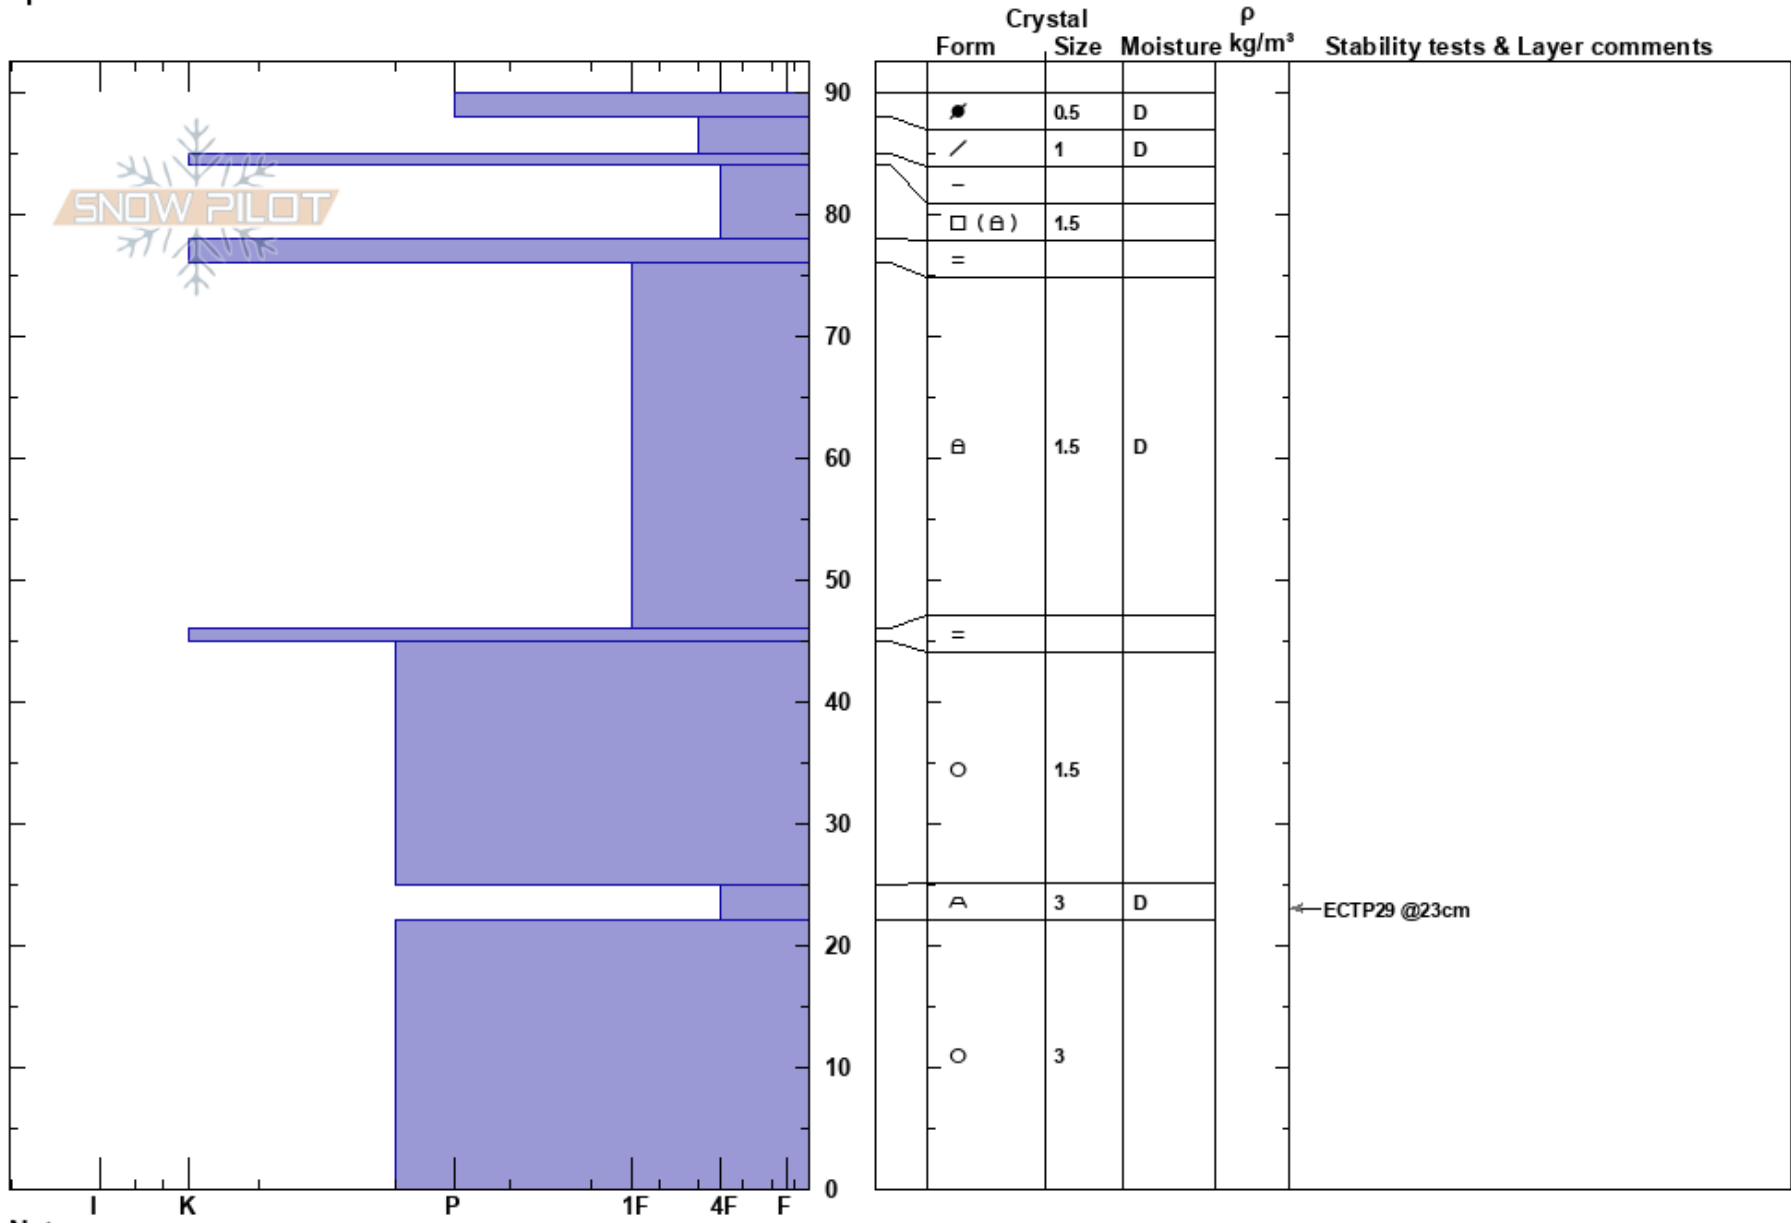 Crystal ρ
Form Size Moisture kg/m³ Stability tests & Layer comments
SNOW PILOT
90
0.5 D
/ 1 D
-
80
□ ( ) 1.5
=
70
1.5 D
60
50
=
40
○ 1.5
30
3 D
ECTP29 @23cm
20
○ 3
10
0
I K P 1F 4F F